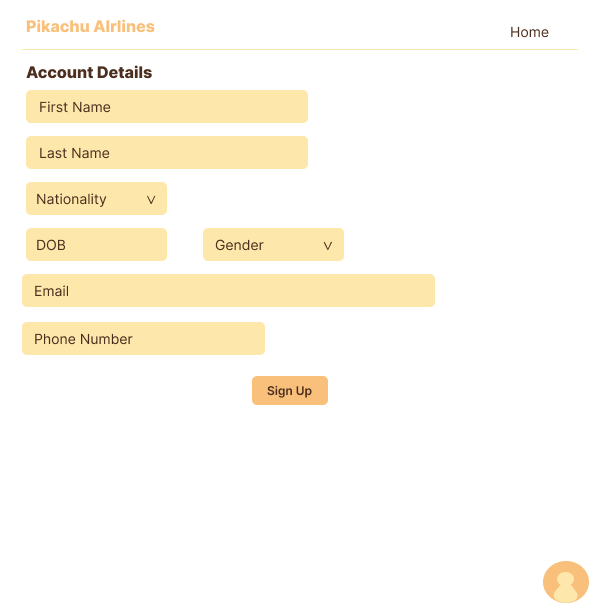 Pikachu AIrlines
Home
Account Details
First Name
Last Name
Nationality V
DOB
Gender V
Email
Phone Number
Sign Up